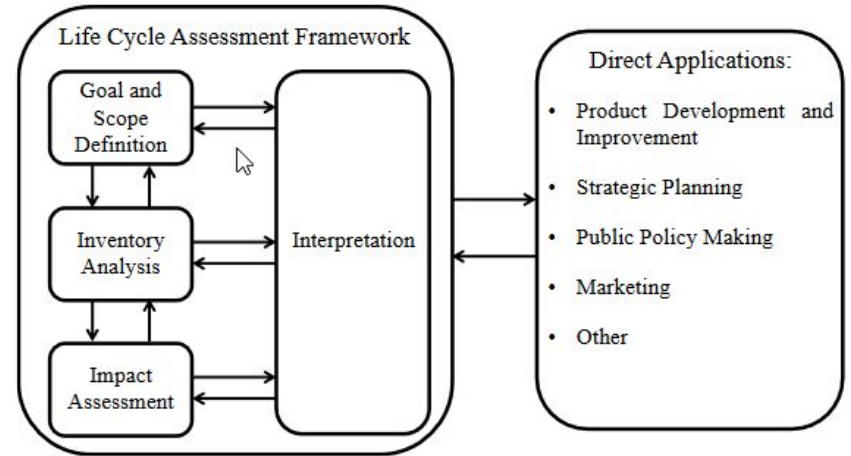 Life Cycle Assessment Framework
Goal and
Scope
Definition
Inventory
Analysis
Impact
Assessment
Interpretation
Direct Applications:
• Product Development and
Improvement
• Strategic Planning
• Public Policy Making
• Marketing
• Other